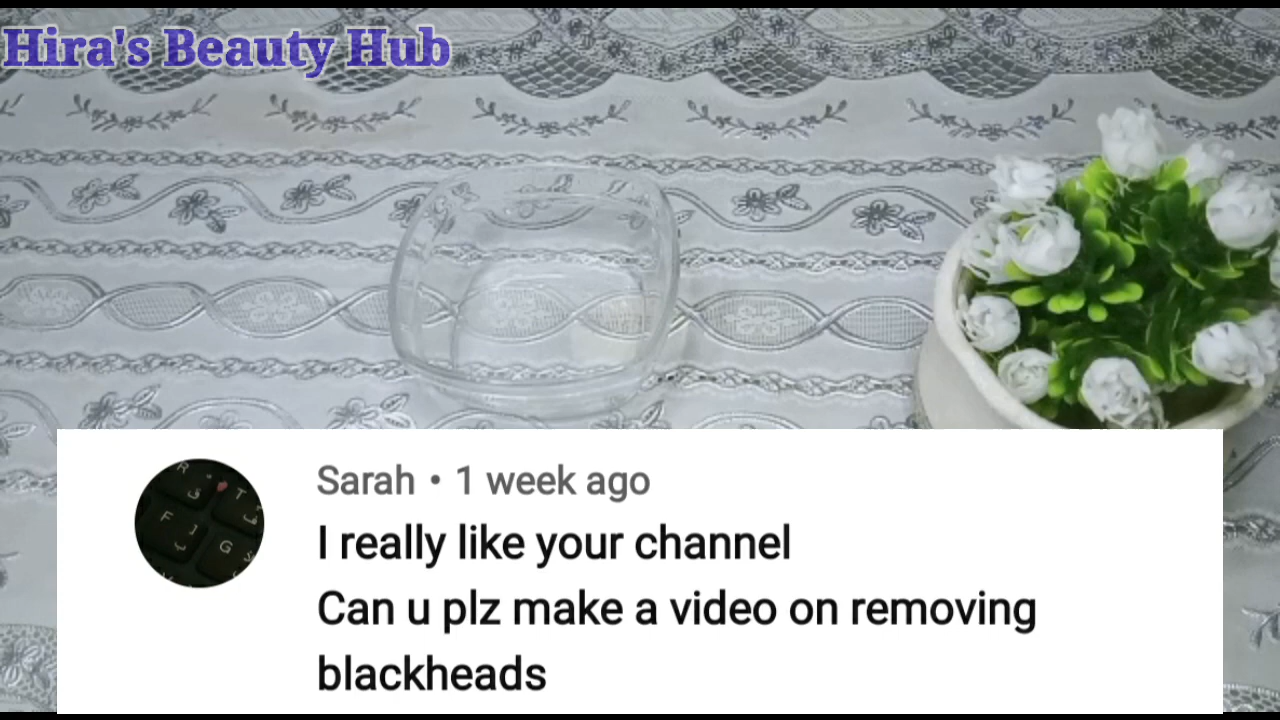 Hira's Beauty Hub
Sarah • 1 week ago
I really like your channel
Can u plz make a video on removing
blackheads
R
T
F
G